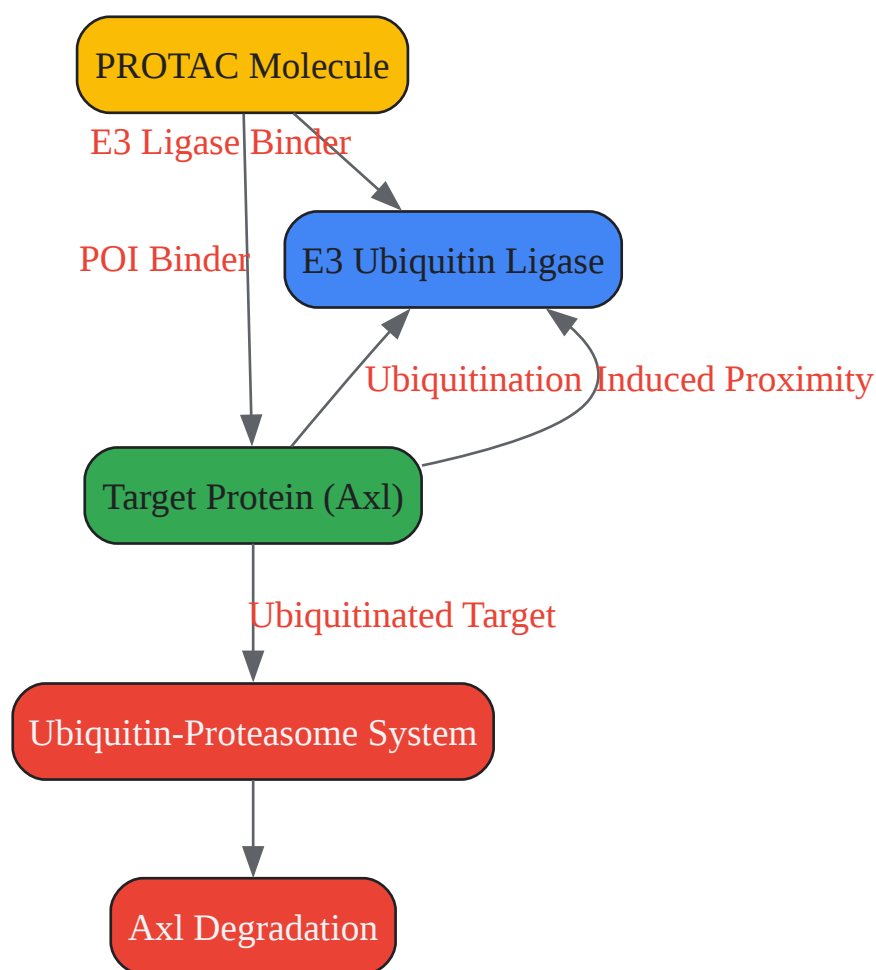 PROTAC Molecule
E3 Ligase Binder
POI Binder
E3 Ubiquitin Ligase
Ubiquitination
Induced Proximity
Target Protein (Axl)
Ubiquitinated Target
Ubiquitin-Proteasome System
Axl Degradation